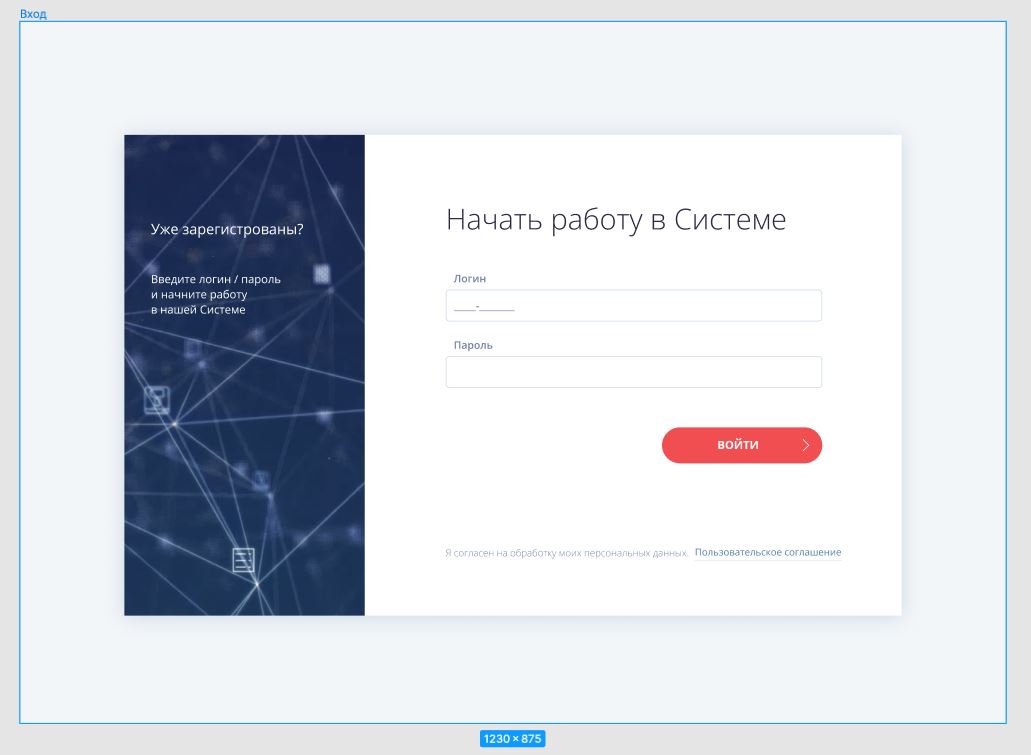 Вход
Уже зарегистрованы?
Введите логин / пароль
и начните работу
в нашей Системе
Начать работу в Системе
Логин
____-______
Пароль
ВОЙТИ
Я согласен на обработку моих персональных данных. Пользовательское соглашение
1230 × 875